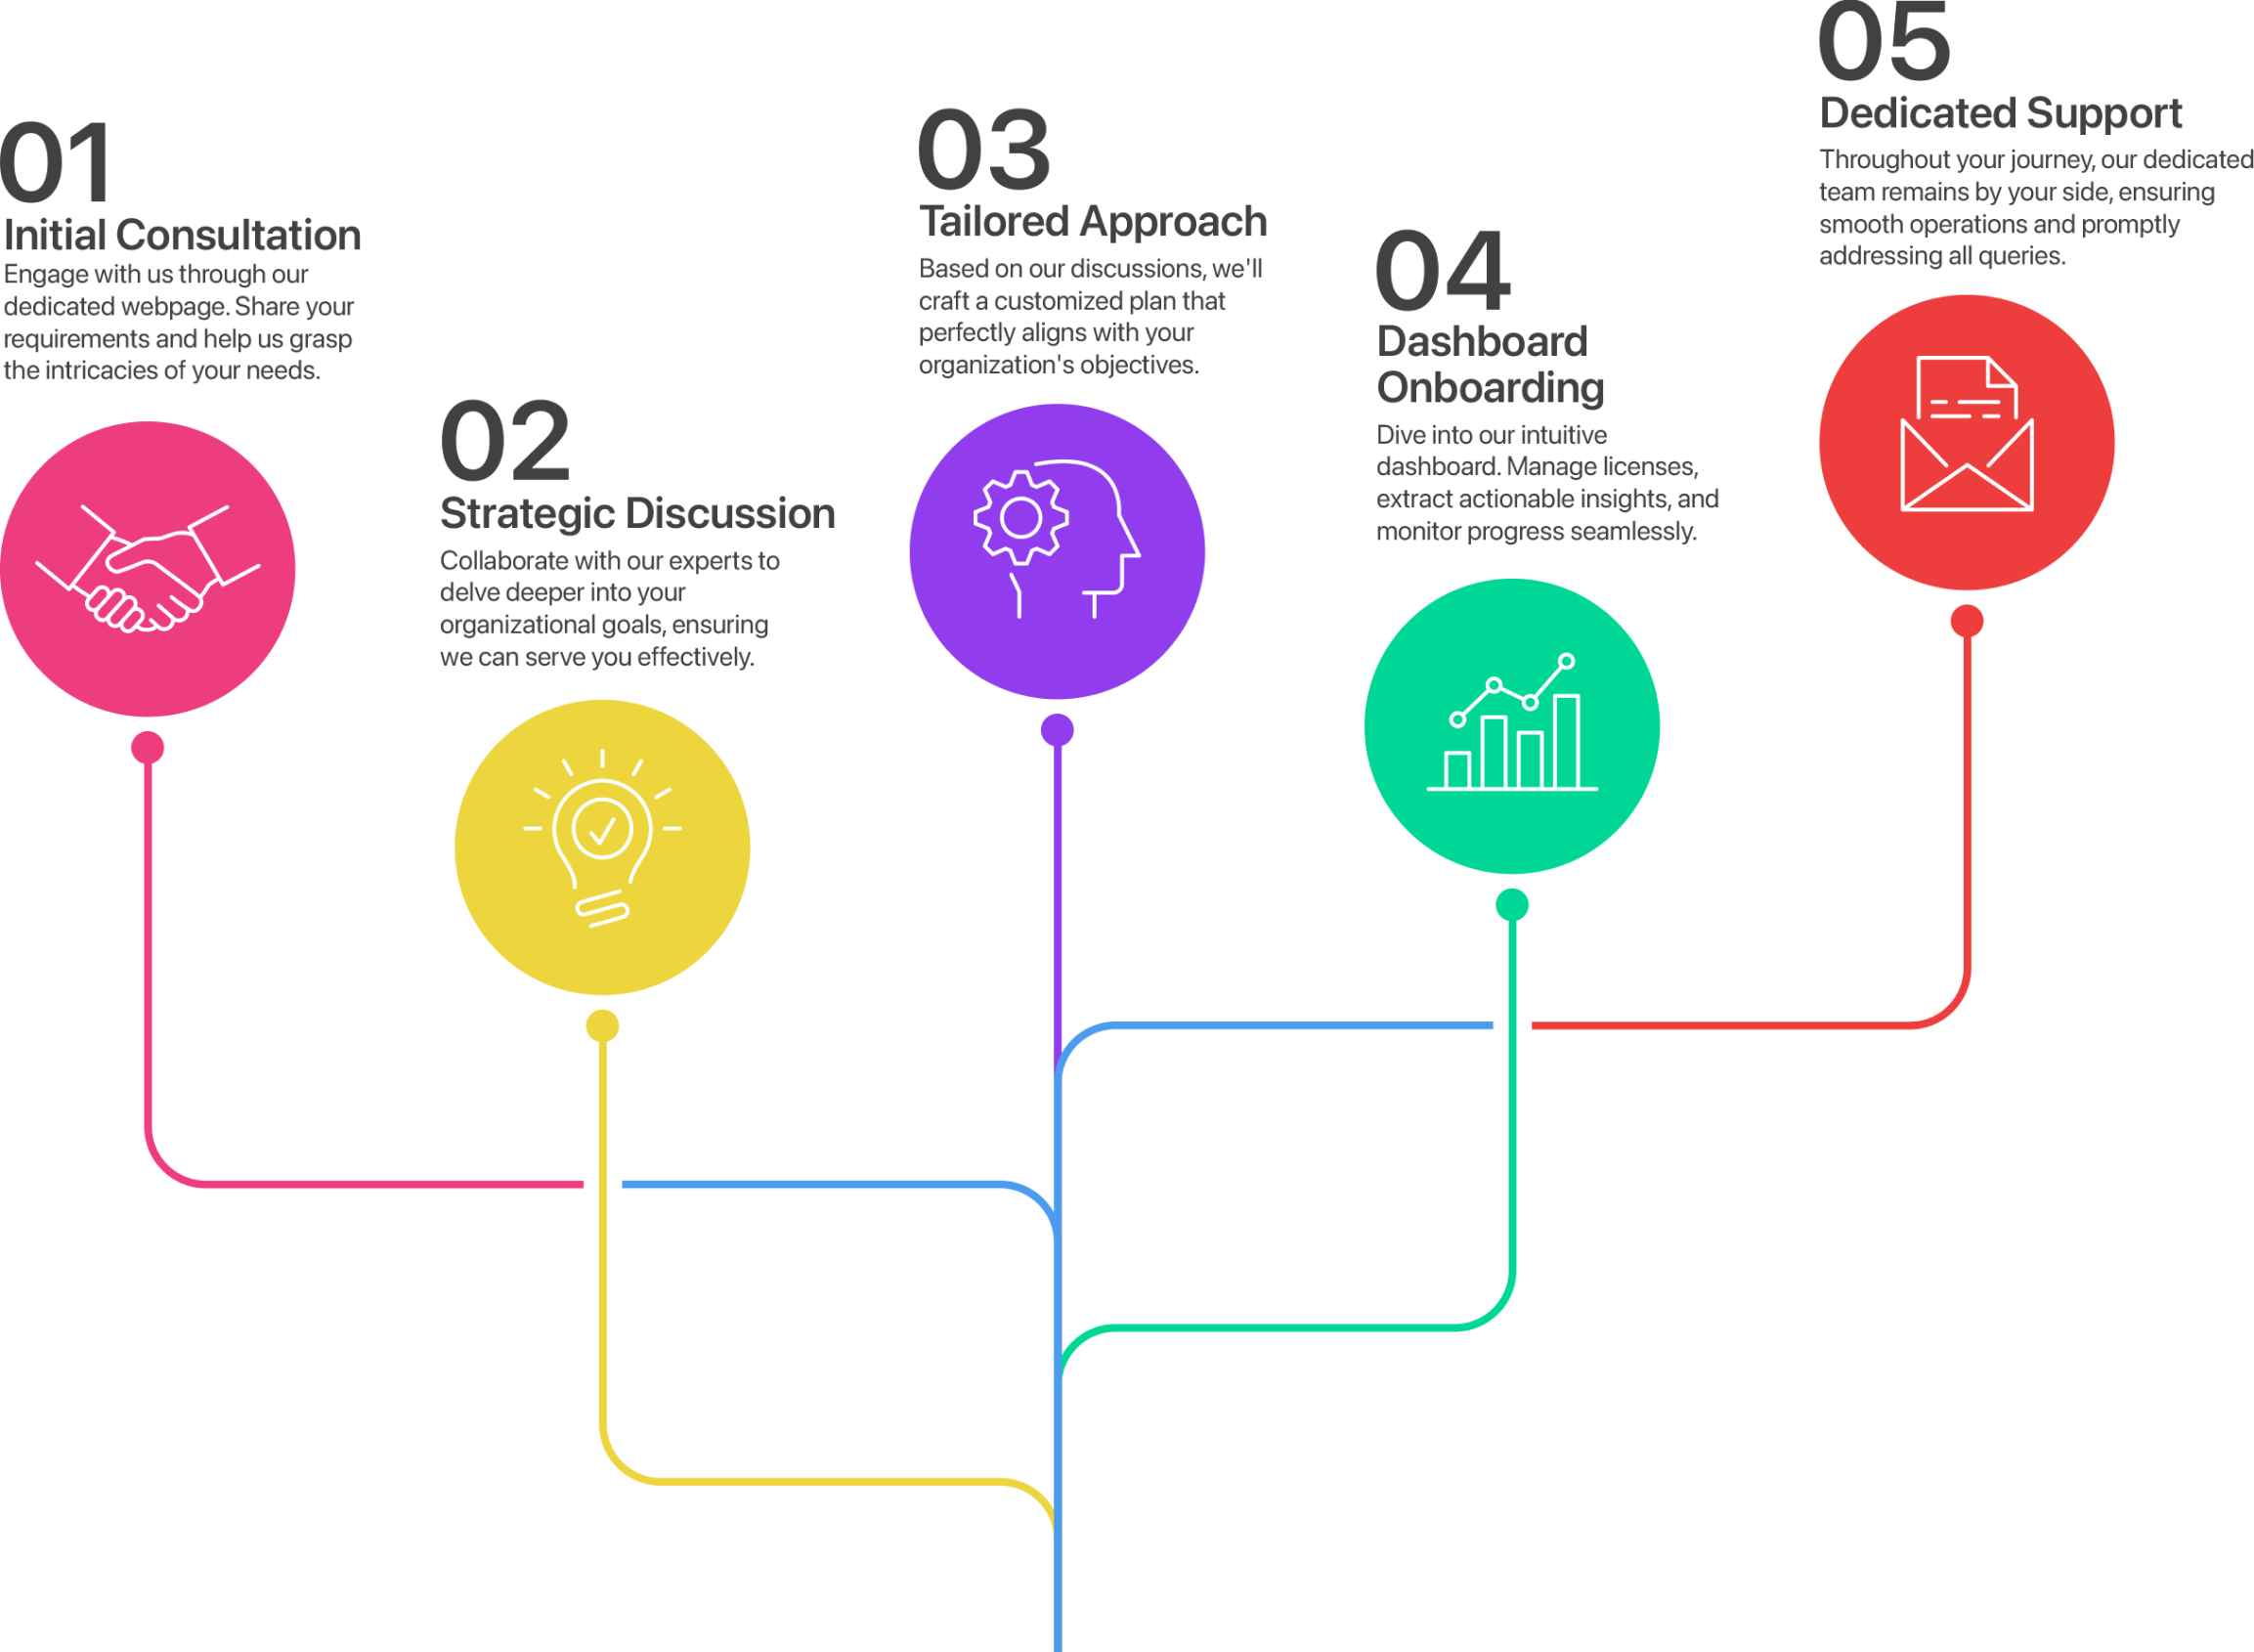 01
Initial Consultation
Engage with us through our
dedicated webpage. Share your
requirements and help us grasp
the intricacies of your needs.
02
Strategic Discussion
Collaborate with our experts to
delve deeper into your
organizational goals, ensuring
we can serve you effectively.
03
Tailored Approach
Based on our discussions, we'll
craft a customized plan that
perfectly aligns with your
organization's objectives.
04
Dashboard
Onboarding
Dive into our intuitive
dashboard. Manage licenses,
extract actionable insights, and
monitor progress seamlessly.
05
Dedicated Support
Throughout your journey, our dedicated
team remains by your side, ensuring
smooth operations and promptly
addressing all queries.